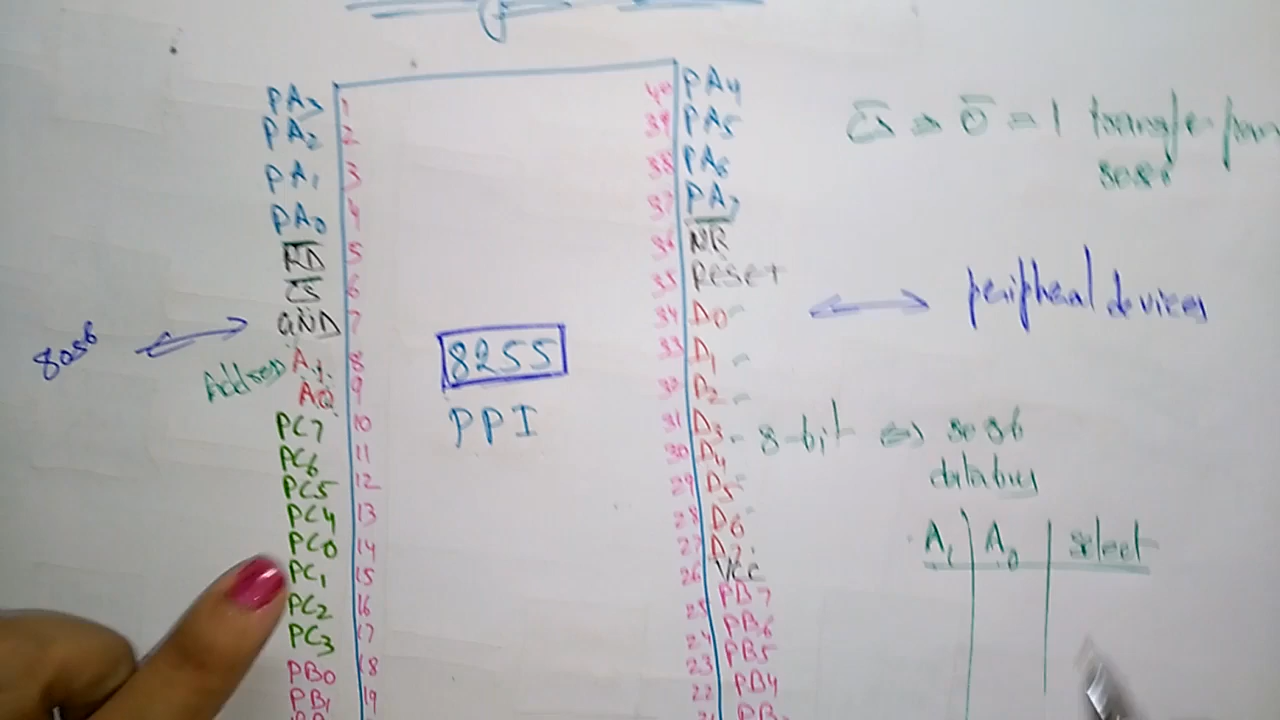 PA3 1 40 PA4
PA2 2 39 PA5
PA1 3 38 PA6
PA0 4 37 PA7
RD 5 36 WR
CS 6 35 Reset
GND 7 34 D0
Address A1 8 33 D1
A0 9 32 D2
PC7 10 31 D3
PC6 11 30 D4
PC5 12 29 D5
PC4 13 28 D6
PC0 14 27 D7
PC1 15 26 Vcc
PC2 16 25 PB7
PC3 17 24 PB6
PB0 18 23 PB5
PB1 19 22 PB4
8255
PPI
8086
CS ⇒ 0 = 1
8086
peripheral devices
8-bit ⇔ 8086
databus
A1 A0 select